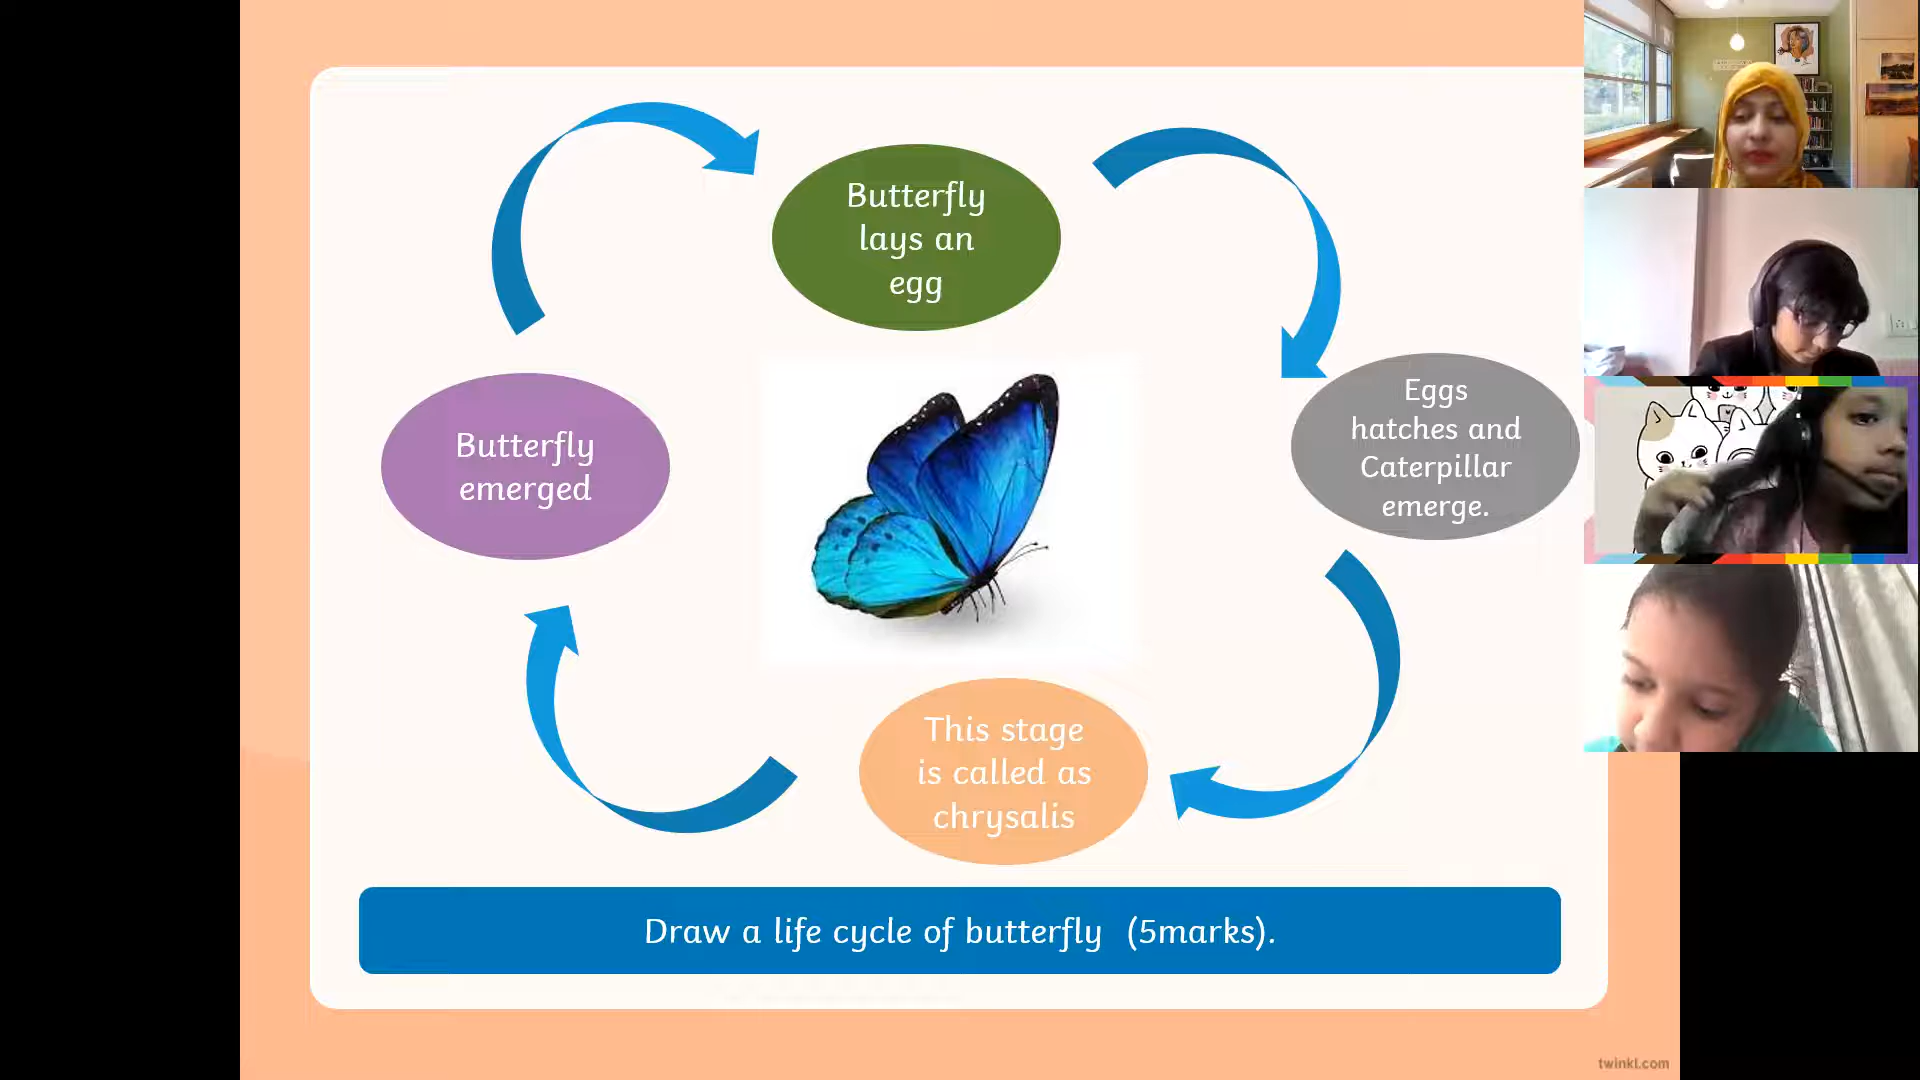 Butterfly
lays an
egg
Eggs
hatches and
Caterpillar
emerge.
This stage
is called as
chrysalis
Butterfly
emerged
Draw a life cycle of butterfly (5marks).
twinkl.com